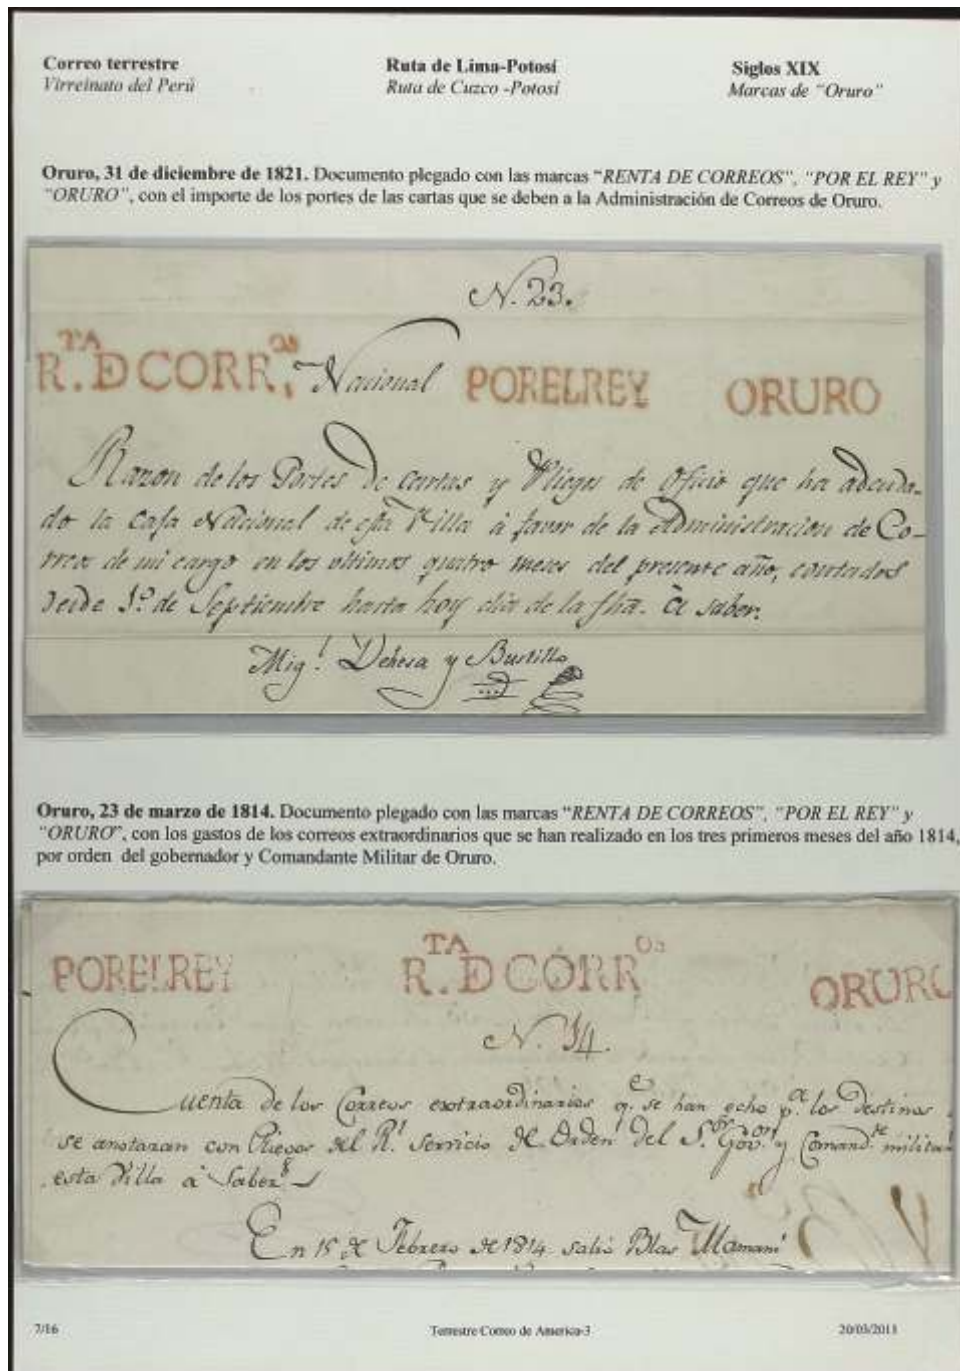 Correo terrestre
Virreinato del Perú
Ruta de Lima-Potosí
Ruta de Cuzco -Potosí
Siglos XIX
Marcas de "Oruro"
Oruro, 31 de diciembre de 1821. Documento plegado con las marcas "RENTA DE CORREOS", "POR EL REY" y
"ORURO", con el importe de los portes de las cartas que se deben a la Administración de Correos de Oruro.
N. 23.
R.TA D CORR.os Nacional POR EL REY ORURO
Razon de los Portes de cartas y Pliegos de Oficio que ha adeuda-
do la Casa Nacional de esta Villa á favor de la Administracion de Co-
rreos de mi cargo en los ultimos quatro meses del presente año, contados
desde 1.º de Septiembre hasta hoy dia de la fha. á saber.
Mig.l Dehesa y Bustillo
Oruro, 23 de marzo de 1814. Documento plegado con las marcas "RENTA DE CORREOS", "POR EL REY" y
"ORURO", con los gastos de los correos extraordinarios que se han realizado en los tres primeros meses del año 1814,
por orden del gobernador y Comandante Militar de Oruro.
POR EL REY R.TA D CORR os ORURO
N. 14.
Cuenta de los Correos extraordinarios q.e se han echo p.a los Destinos
se anotaran con Pliegos del R.l Servicio de Orden del S.or Gov.or y Comand.te militar
esta Villa á Saber
En 15 de Febrero de 1814 salió Blas Mamani
7/16
Terrestre Correo de America-3
20/03/2011